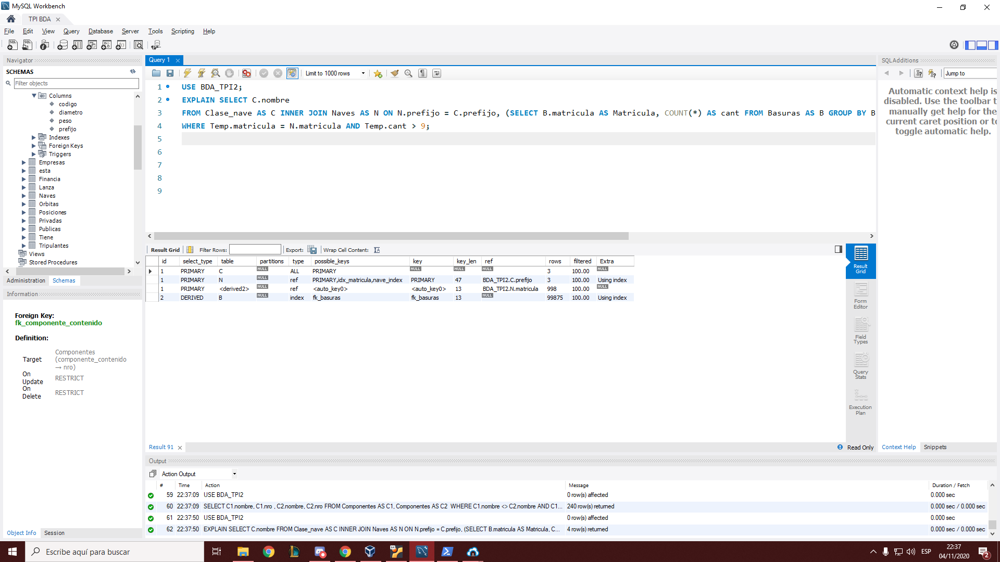 MySQL Workbench
TPI BDA
File Edit View Query Database Server Tools Scripting Help
Navigator
SCHEMAS
Filter objects
Columns
codigo
diametro
peso
prefijo
Indexes
Foreign Keys
Triggers
Empresas
esta
Financia
Lanza
Naves
Orbitas
Posiciones
Privadas
Publicas
Tiene
Tripulantes
Views
Stored Procedures
Administration Schemas
Information
Foreign Key:
fk_componente_contenido
Definition:
Target Componentes (componente_contenido → nro)
On Update RESTRICT
On Delete RESTRICT
Object Info Session
Query 1
Limit to 1000 rows
1 USE BDA_TPI2;
2 EXPLAIN SELECT C.nombre
3 FROM Clase_nave AS C INNER JOIN Naves AS N ON N.prefijo = C.prefijo, (SELECT B.matricula AS Matricula, COUNT(*) AS cant FROM Basuras AS B GROUP BY B
4 WHERE Temp.matricula = N.matricula AND Temp.cant > 9;
5
6
7
8
9
Result Grid Filter Rows: Export: Wrap Cell Content:
id select_type table partitions type possible_keys key key_len ref rows filtered Extra
1 PRIMARY C NULL ALL PRIMARY NULL NULL NULL 3 100.00 NULL
1 PRIMARY N NULL ref PRIMARY,idx_matricula,nave_index PRIMARY 47 BDA_TPI2.C.prefijo 3 100.00 Using index
1 PRIMARY <derived2> NULL ref <auto_key0> <auto_key0> 13 BDA_TPI2.N.matricula 998 100.00 NULL
2 DERIVED B NULL index fk_basuras fk_basuras 13 NULL 99875 100.00 Using index
Result Grid
Form Editor
Field Types
Query Stats
Execution Plan
Result 91
Read Only
SQLAdditions
Jump to
Automatic context help is
disabled. Use the toolbar t
manually get help for the
current caret position or to
toggle automatic help.
Context Help Snippets
Output
Action Output
# Time Action Message Duration / Fetch
59 22:37:09 USE BDA_TPI2 0 row(s) affected 0.000 sec
60 22:37:09 SELECT C1.nombre, C1.nro , C2.nombre, C2.nro FROM Componentes AS C1, Componentes AS C2 WHERE C1.nombre <> C2.nombre AND C1... 240 row(s) returned 0.000 sec / 0.000 sec
61 22:37:50 USE BDA_TPI2 0 row(s) affected 0.000 sec
62 22:37:50 EXPLAIN SELECT C.nombre FROM Clase_nave AS C INNER JOIN Naves AS N ON N.prefijo = C.prefijo, (SELECT B.matricula AS Matricula, C... 4 row(s) returned 0.000 sec / 0.000 sec
Escribe aquí para buscar
ESP
22:37
04/11/2020
2